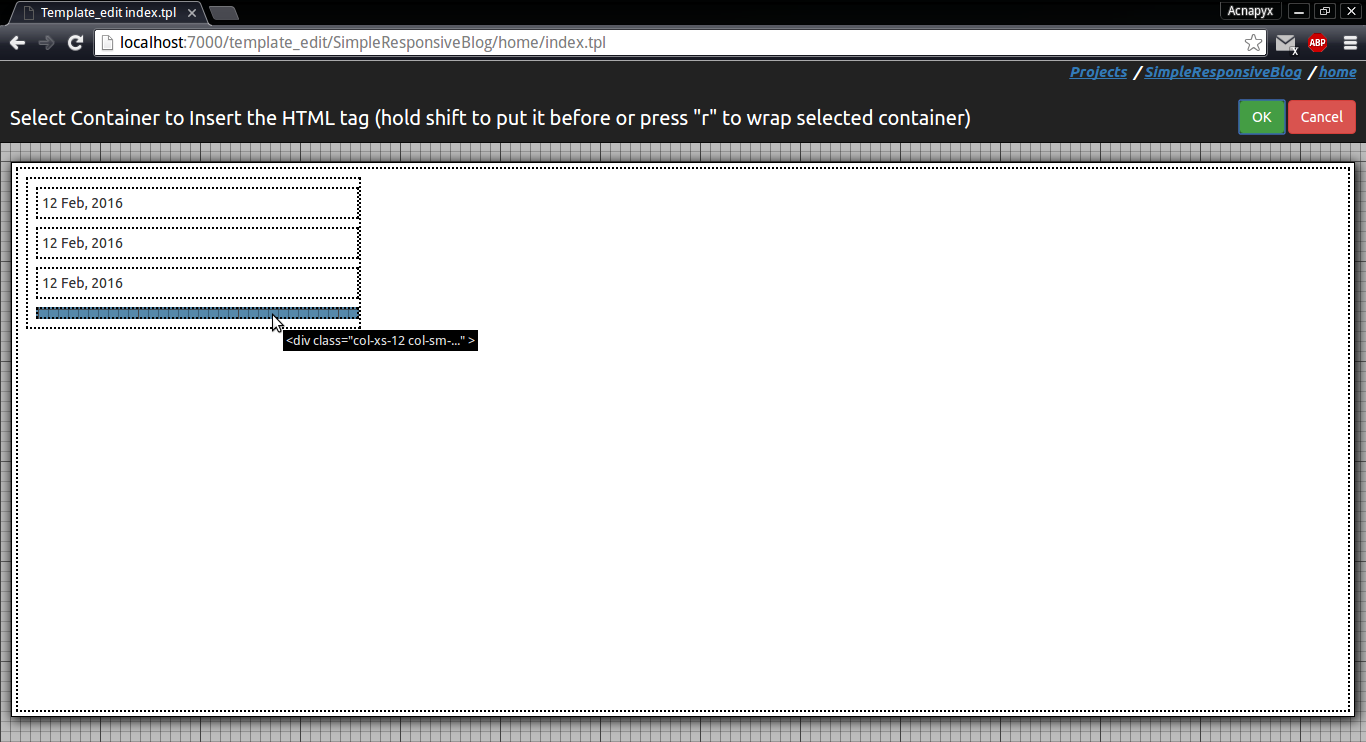 Template_edit index.tpl
Acnapyx
localhost:7000/template_edit/SimpleResponsiveBlog/home/index.tpl
ABP
x
Projects / SimpleResponsiveBlog / home
Select Container to Insert the HTML tag (hold shift to put it before or press "r" to wrap selected container)
OK Cancel
12 Feb, 2016
12 Feb, 2016
12 Feb, 2016
<div class="col-xs-12 col-sm-..." >